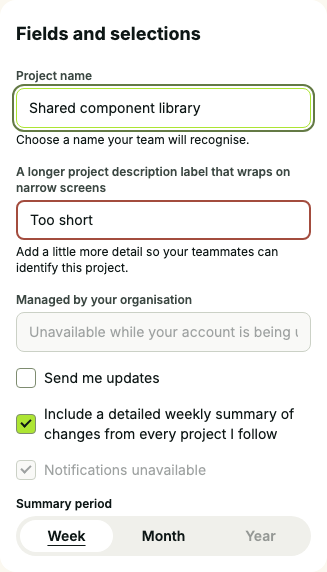 Fields and selections
Project name
Shared component library
Choose a name your team will recognise.
A longer project description label that wraps on
narrow screens
Too short
Add a little more detail so your teammates can
identify this project.
Managed by your organisation
Unavailable while your account is being
Send me updates
Include a detailed weekly summary of
changes from every project I follow
Notifications unavailable
Summary period
Week Month Year